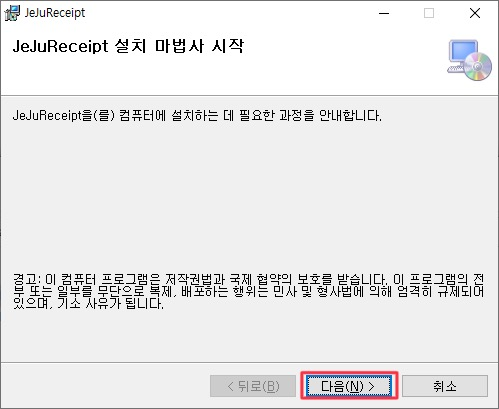 JeJuReceipt
JeJuReceipt 설치 마법사 시작
JeJuReceipt을(를) 컴퓨터에 설치하는 데 필요한 과정을 안내합니다.
경고: 이 컴퓨터 프로그램은 저작권법과 국제 협약의 보호를 받습니다. 이 프로그램의 전
부 또는 일부를 무단으로 복제, 배포하는 행위는 민사 및 형사법에 의해 엄격히 규제되어
있으며, 기소 사유가 됩니다.
< 뒤로(B) 다음(N) > 취소